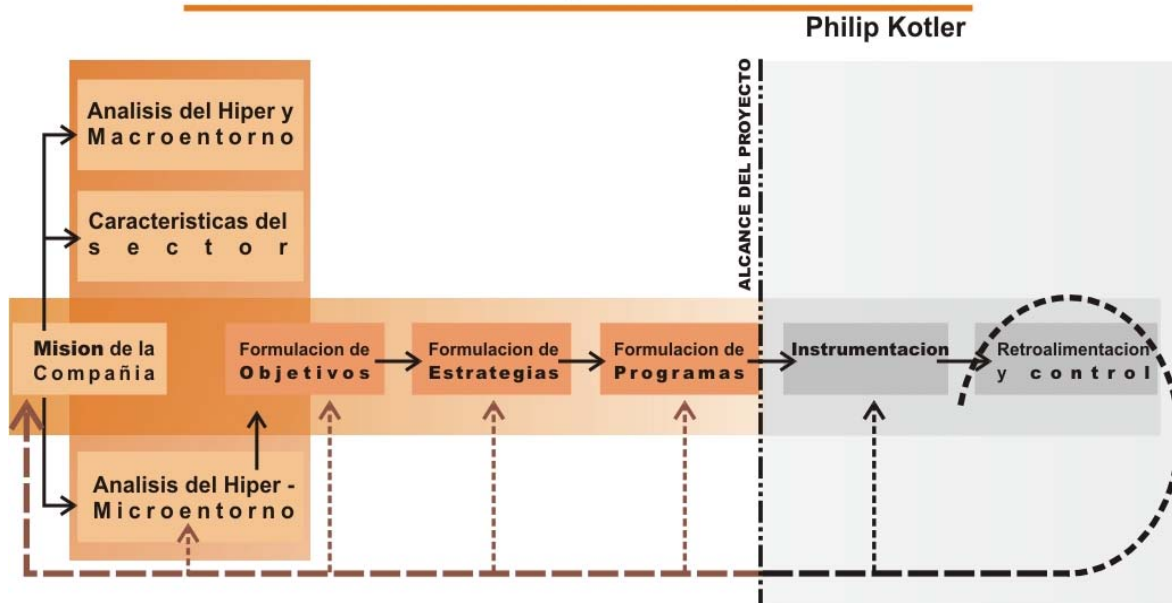 Philip Kotler
ALCANCE DEL PROYECTO
Analisis del Hiper y
Macroentorno
Caracteristicas del
sector
Mision de la
Compañia
Formulacion de
Objetivos
Formulacion de
Estrategias
Formulacion de
Programas
Instrumentacion
Retroalimentacion
y control
Analisis del Hiper -
Microentorno